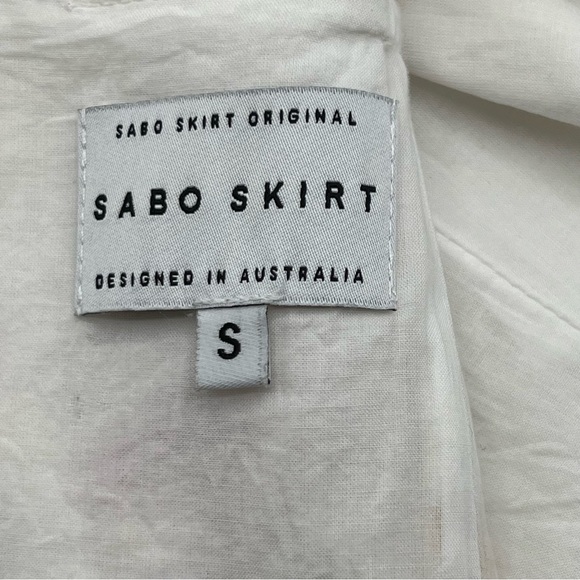 SABO SKIRT ORIGINAL
SABO SKIRT
DESIGNED IN AUSTRALIA
S